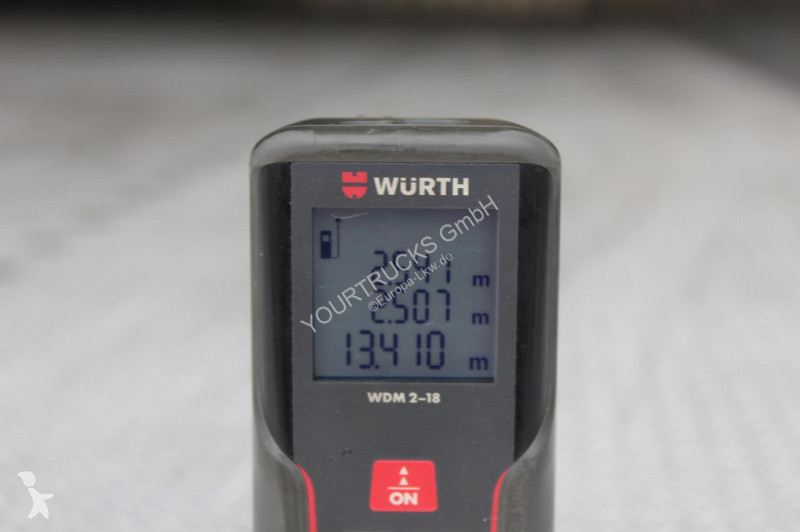 WÜRTH
m
2.507 m
13.410 m
WDM 2-18
ON
YOURTRUCKS GmbH
©Europa-Lkw.de